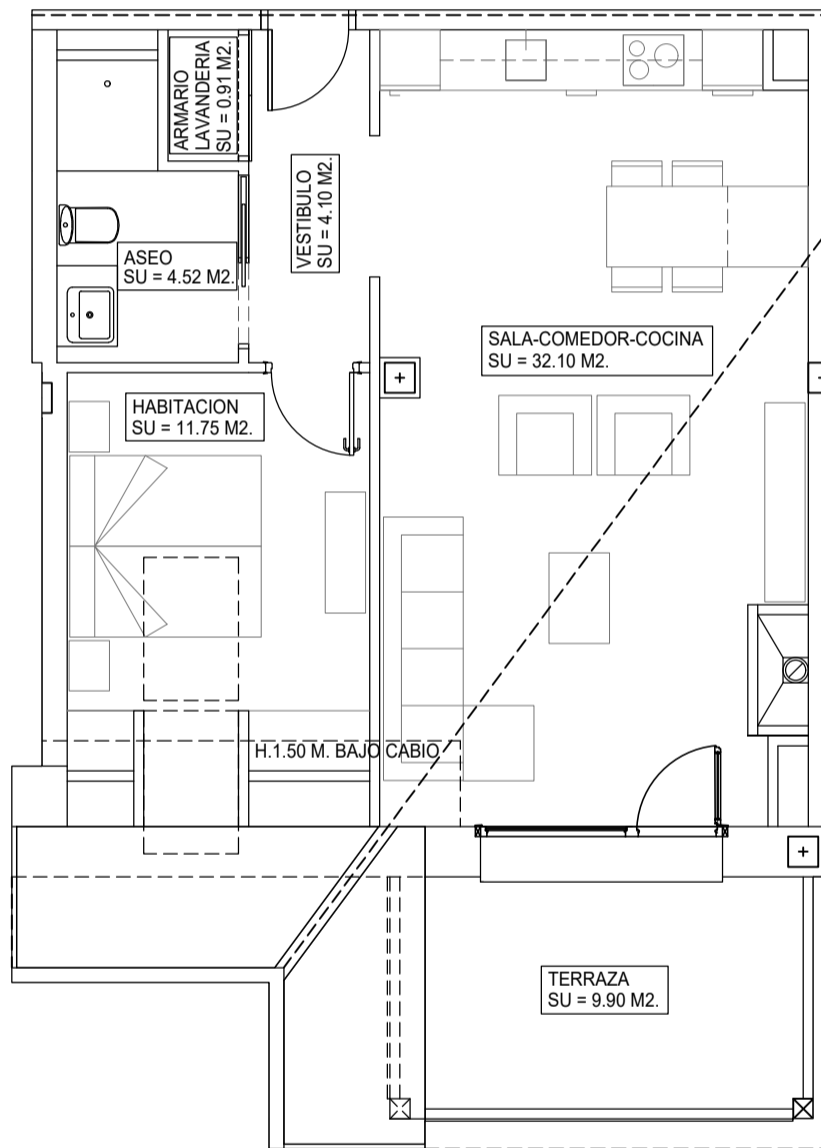 ARMARIO
LAVANDERIA
SU = 0.91 M2.
VESTIBULO
SU = 4.10 M2.
ASEO
SU = 4.52 M2.
SALA-COMEDOR-COCINA
SU = 32.10 M2.
HABITACION
SU = 11.75 M2.
H.1.50 M. BAJO CABIO
TERRAZA
SU = 9.90 M2.